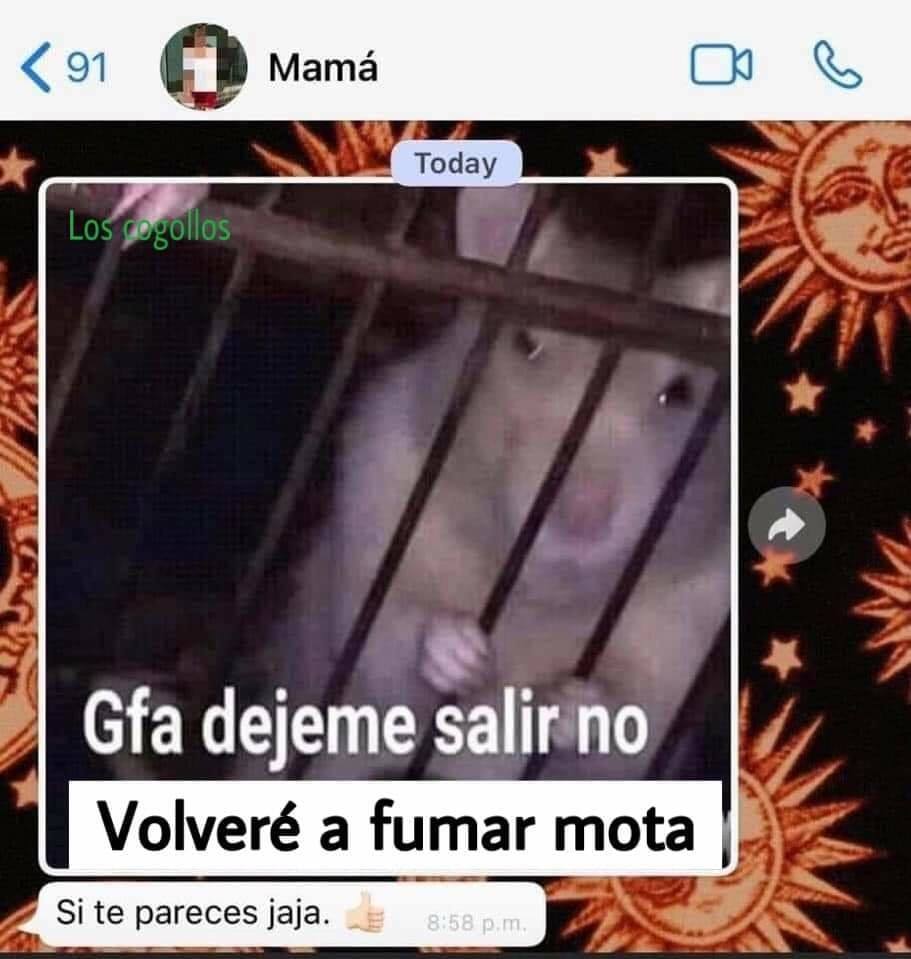 91
Mamá
Today
Los cogollos
Gfa dejeme salir no
Volveré a fumar mota
Si te pareces jaja. 👍🏻
8:58 p.m.